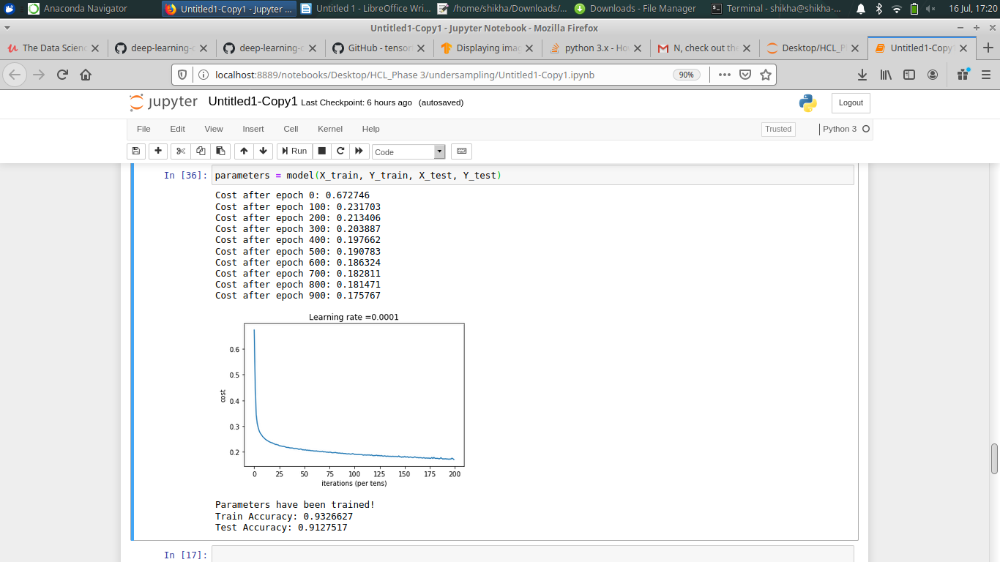 Anaconda Navigator
Untitled1-Copy1 - Jupyter ...
Untitled 1 - LibreOffice Wri...
/home/shikha/Downloads/...
Downloads - File Manager
Terminal - shikha@shikha-...
16 Jul, 17:20
Untitled1-Copy1 - Jupyter Notebook - Mozilla Firefox
The Data Scienc
deep-learning-c
deep-learning-c
GitHub - tensor
Displaying imag
python 3.x - Ho
N, check out th
Desktop/HCL_P
Untitled1-Copy1
localhost:8889/notebooks/Desktop/HCL_Phase 3/undersampling/Untitled1-Copy1.ipynb
90%
jupyter Untitled1-Copy1 Last Checkpoint: 6 hours ago (autosaved)
Logout
File Edit View Insert Cell Kernel Help
Trusted
Python 3
Run
Code
In [36]: parameters = model(X_train, Y_train, X_test, Y_test)
Cost after epoch 0: 0.672746
Cost after epoch 100: 0.231703
Cost after epoch 200: 0.213406
Cost after epoch 300: 0.203887
Cost after epoch 400: 0.197662
Cost after epoch 500: 0.190783
Cost after epoch 600: 0.186324
Cost after epoch 700: 0.182811
Cost after epoch 800: 0.181471
Cost after epoch 900: 0.175767
Learning rate =0.0001
0.6
0.5
0.4
0.3
0.2
cost
0 25 50 75 100 125 150 175 200
iterations (per tens)
Parameters have been trained!
Train Accuracy: 0.9326627
Test Accuracy: 0.9127517
In [17]: